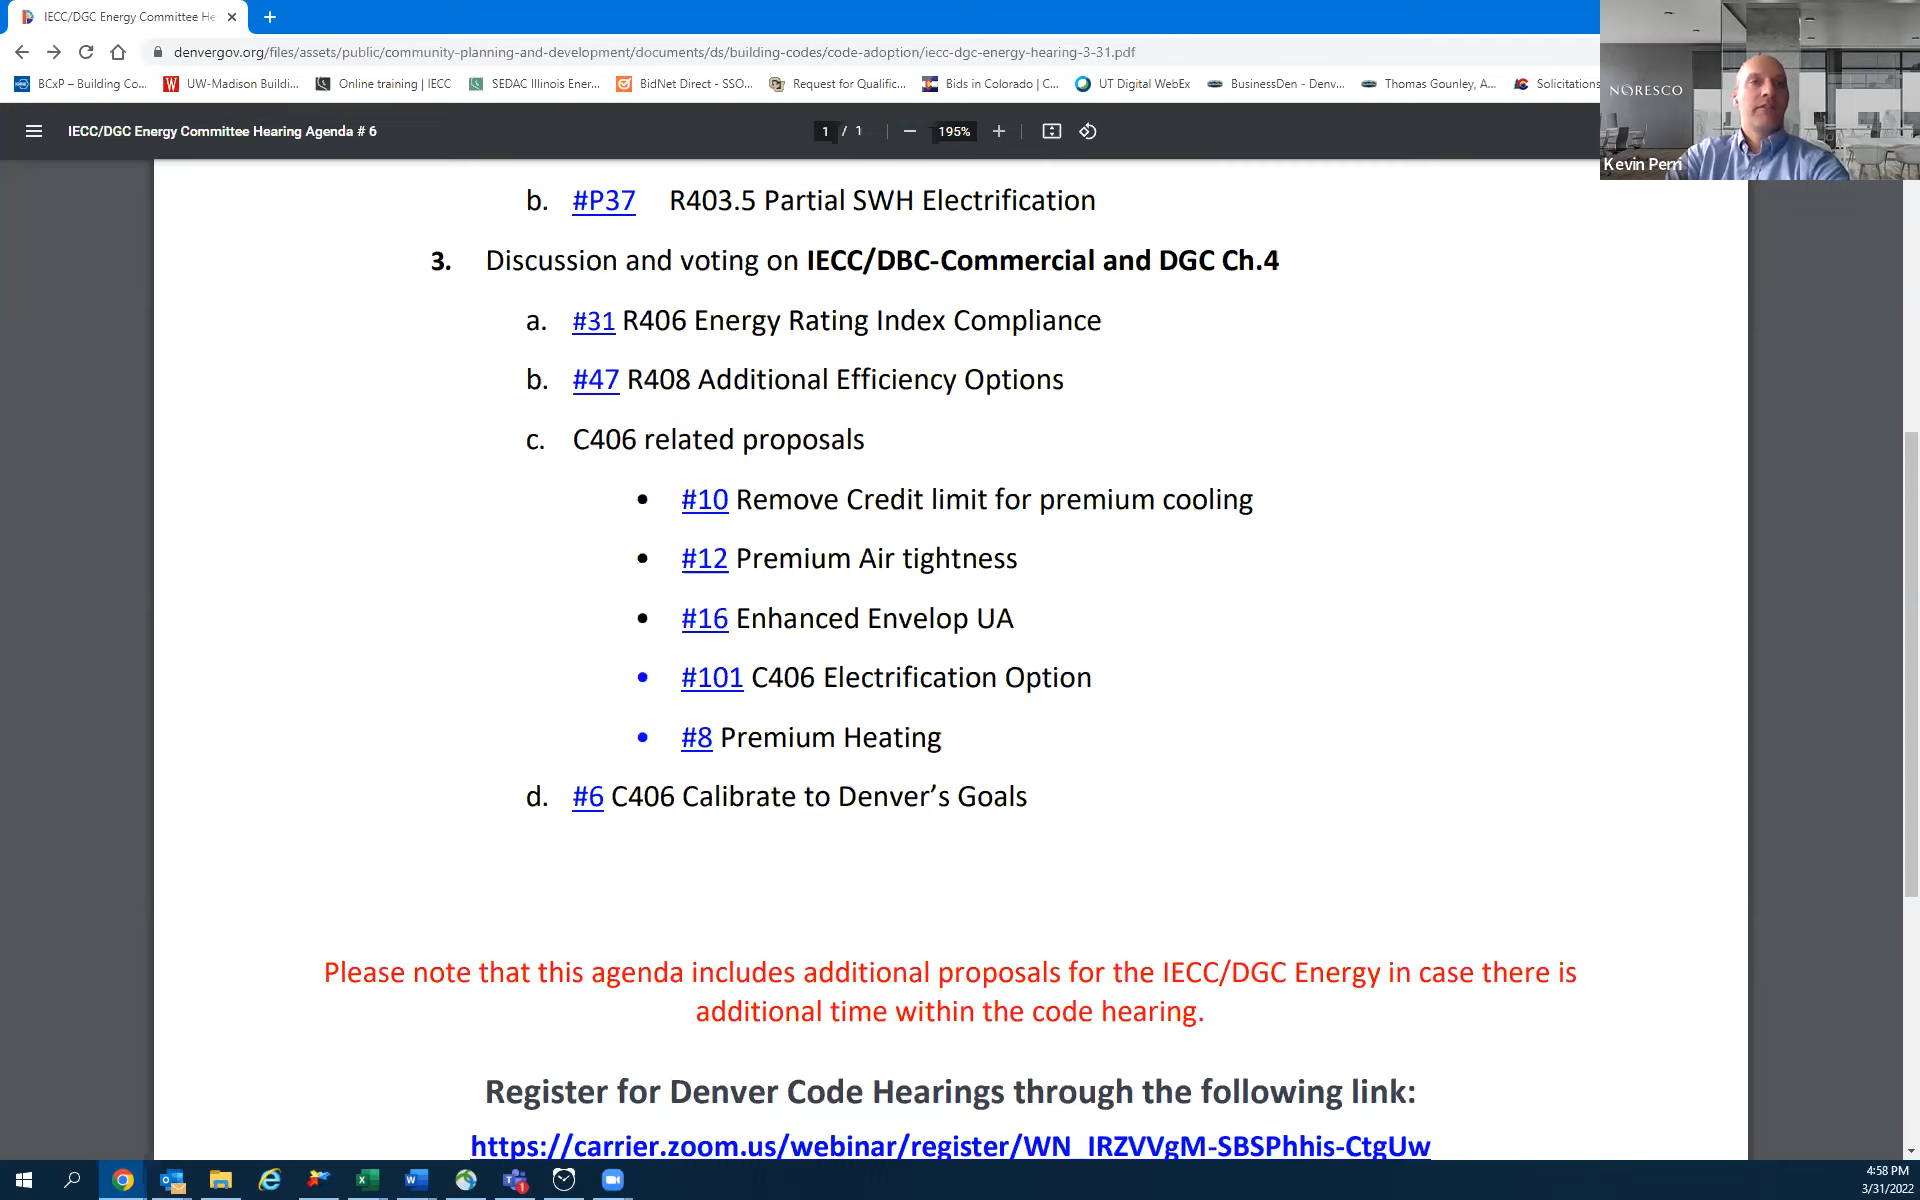 IECC/DGC Energy Committee He
denvergov.org/files/assets/public/community-planning-and-development/documents/ds/building-codes/code-adoption/iecc-dgc-energy-hearing-3-31.pdf
BCxP – Building Co... UW-Madison Buildi... Online training | IECC SEDAC Illinois Ener... BidNet Direct - SSO... Request for Qualific... Bids in Colorado | C... UT Digital WebEx BusinessDen - Denv... Thomas Gounley, A... Solicitations
NORESCO
Kevin Perri
IECC/DGC Energy Committee Hearing Agenda # 6
1 / 1
195%
b. #P37 R403.5 Partial SWH Electrification
3. Discussion and voting on IECC/DBC-Commercial and DGC Ch.4
a. #31 R406 Energy Rating Index Compliance
b. #47 R408 Additional Efficiency Options
c. C406 related proposals
• #10 Remove Credit limit for premium cooling
• #12 Premium Air tightness
• #16 Enhanced Envelop UA
• #101 C406 Electrification Option
• #8 Premium Heating
d. #6 C406 Calibrate to Denver's Goals
Please note that this agenda includes additional proposals for the IECC/DGC Energy in case there is
additional time within the code hearing.
Register for Denver Code Hearings through the following link:
https://carrier.zoom.us/webinar/register/WN_IRZVVgM-SBSPhhis-CtgUw
4:58 PM
3/31/2022